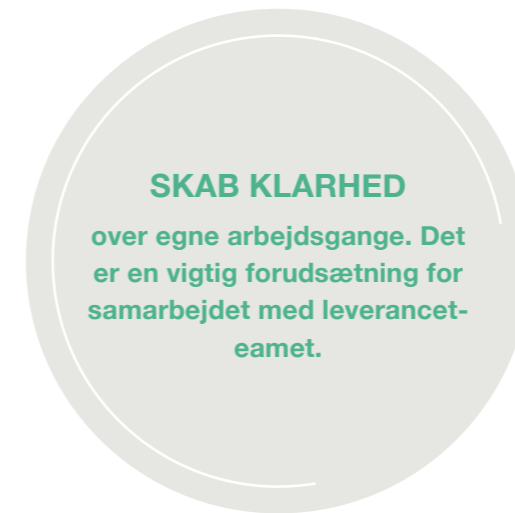 SKAB KLARHED
over egne arbejdsgange. Det
er en vigtig forudsætning for
samarbejdet med leverancet-
eamet.